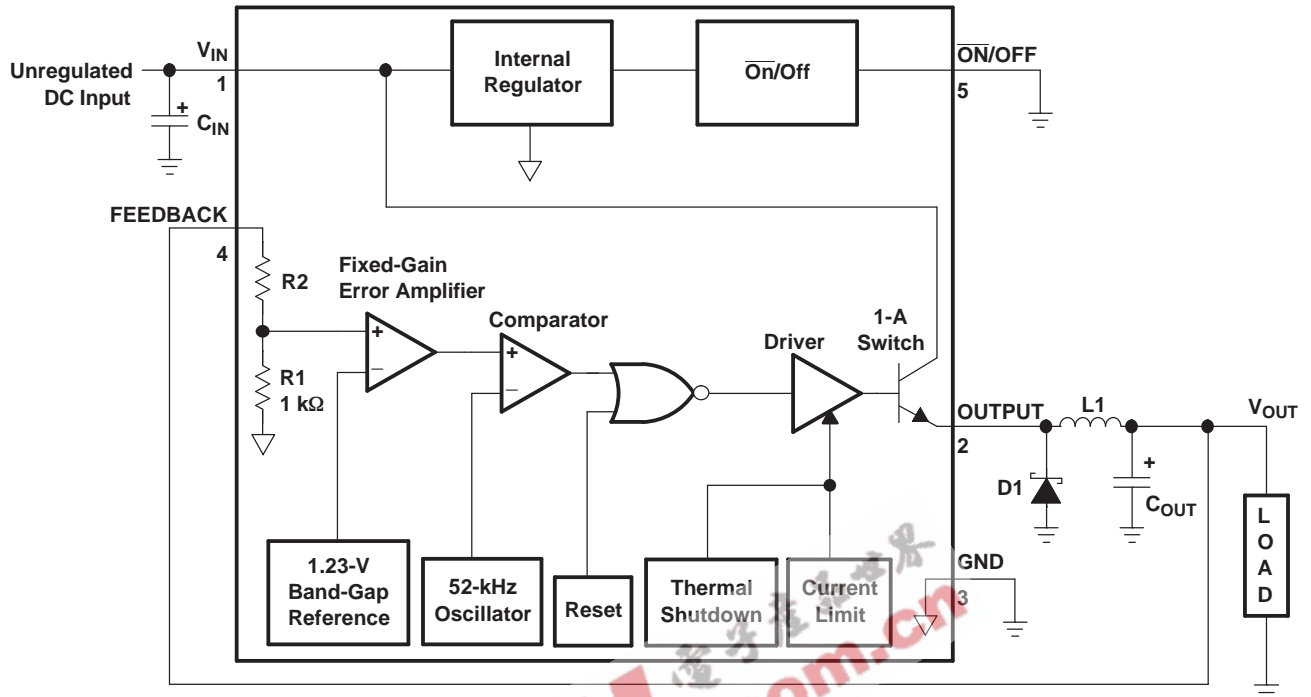 V_IN
1
Unregulated
DC Input
+
C_IN
Internal
Regulator
O̅n̅/Off
O̅N̅/OFF
5
FEEDBACK
4
R2
R1
1 kΩ
Fixed-Gain
Error Amplifier
+
–
Comparator
+
–
Driver
1-A
Switch
OUTPUT
2
L1
V_OUT
D1
+
C_OUT
L
O
A
D
GND
3
1.23-V
Band-Gap
Reference
52-kHz
Oscillator
Reset
Thermal
Shutdown
Current
Limit
om.cn